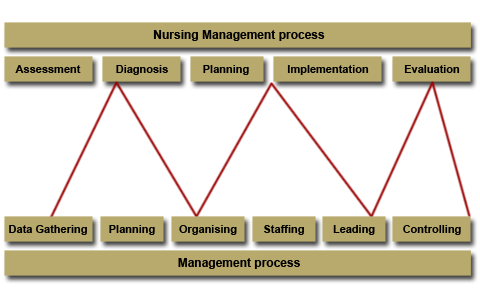 Nursing Management process
Assessment Diagnosis Planning Implementation Evaluation
Data Gathering Planning Organising Staffing Leading Controlling
Management process